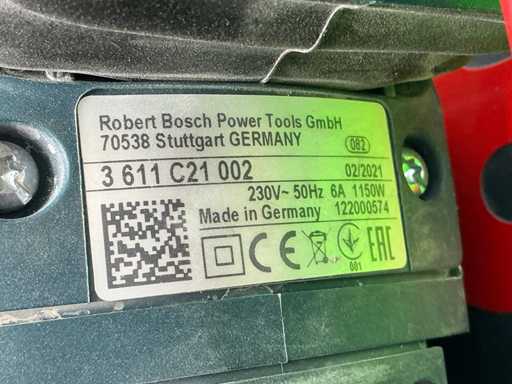 Robert Bosch Power Tools GmbH
70538 Stuttgart GERMANY 082
3 611 C21 002 02/2021
230V~ 50Hz 6A 1150W
Made in Germany 122000574
CE EAC
001